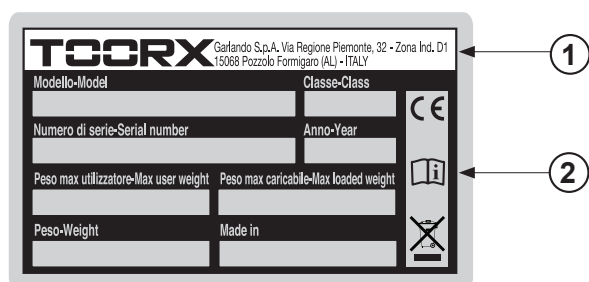 TOORX Garlando S.p.A. Via Regione Piemonte, 32 - Zona Ind. D1
15068 Pozzolo Formigaro (AL) - ITALY
1
Modello-Model Classe-Class
CE
Numero di serie-Serial number Anno-Year
2
Peso max utilizzatore-Max user weight Peso max caricabile-Max loaded weight
Peso-Weight Made in